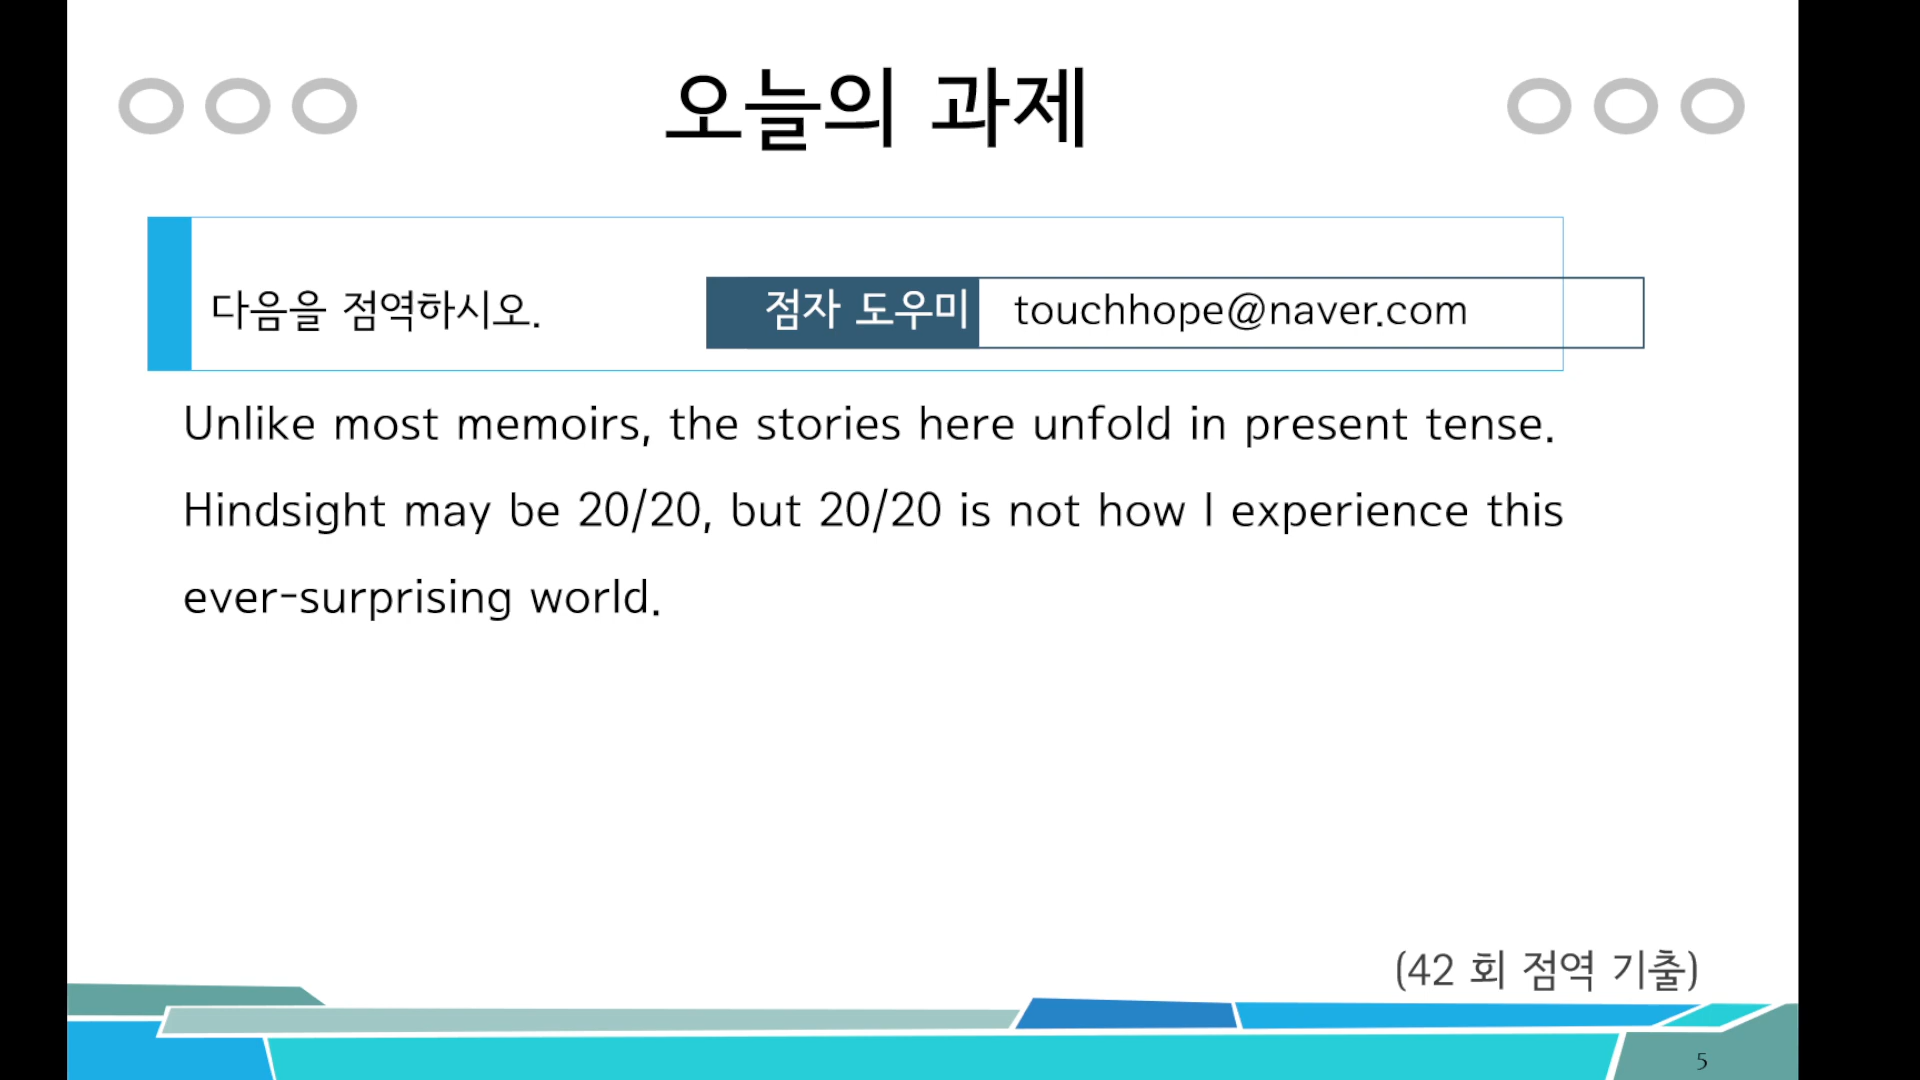 오늘의 과제
다음을 점역하시오.
점자 도우미
touchhope@naver.com
Unlike most memoirs, the stories here unfold in present tense.
Hindsight may be 20/20, but 20/20 is not how I experience this
ever-surprising world.
(42 회 점역 기출)
5